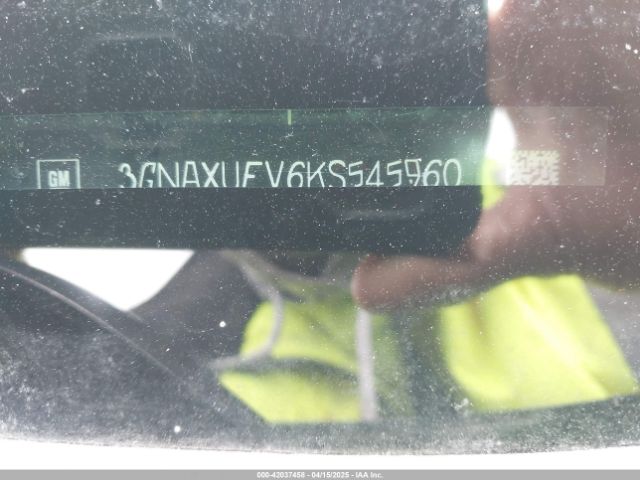 GM 3GNAXUEV6KS545960
000-42037458 - 04/15/2025 - IAA Inc.